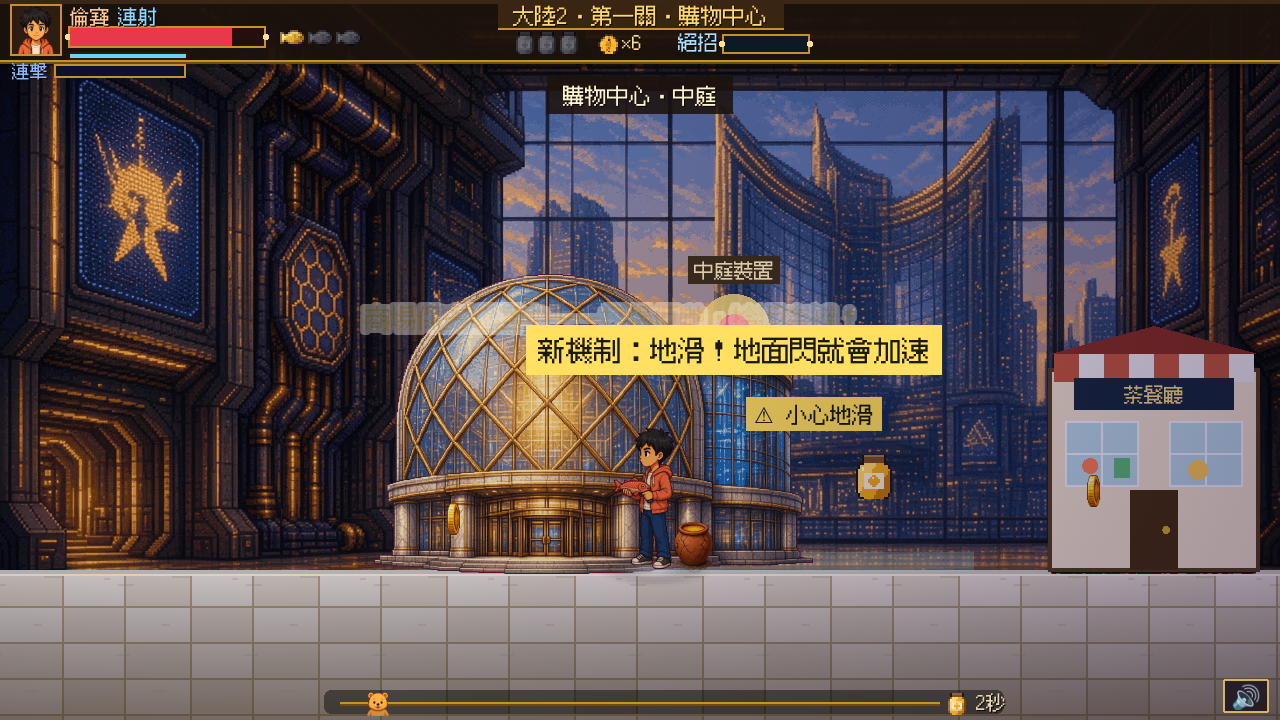 倫寶 連射
大陸2・第一關・購物中心
×6
絕招
連擊
購物中心・中庭
中庭裝置
新機制：地滑！地面閃就會加速
⚠ 小心地滑
茶餐廳
2秒